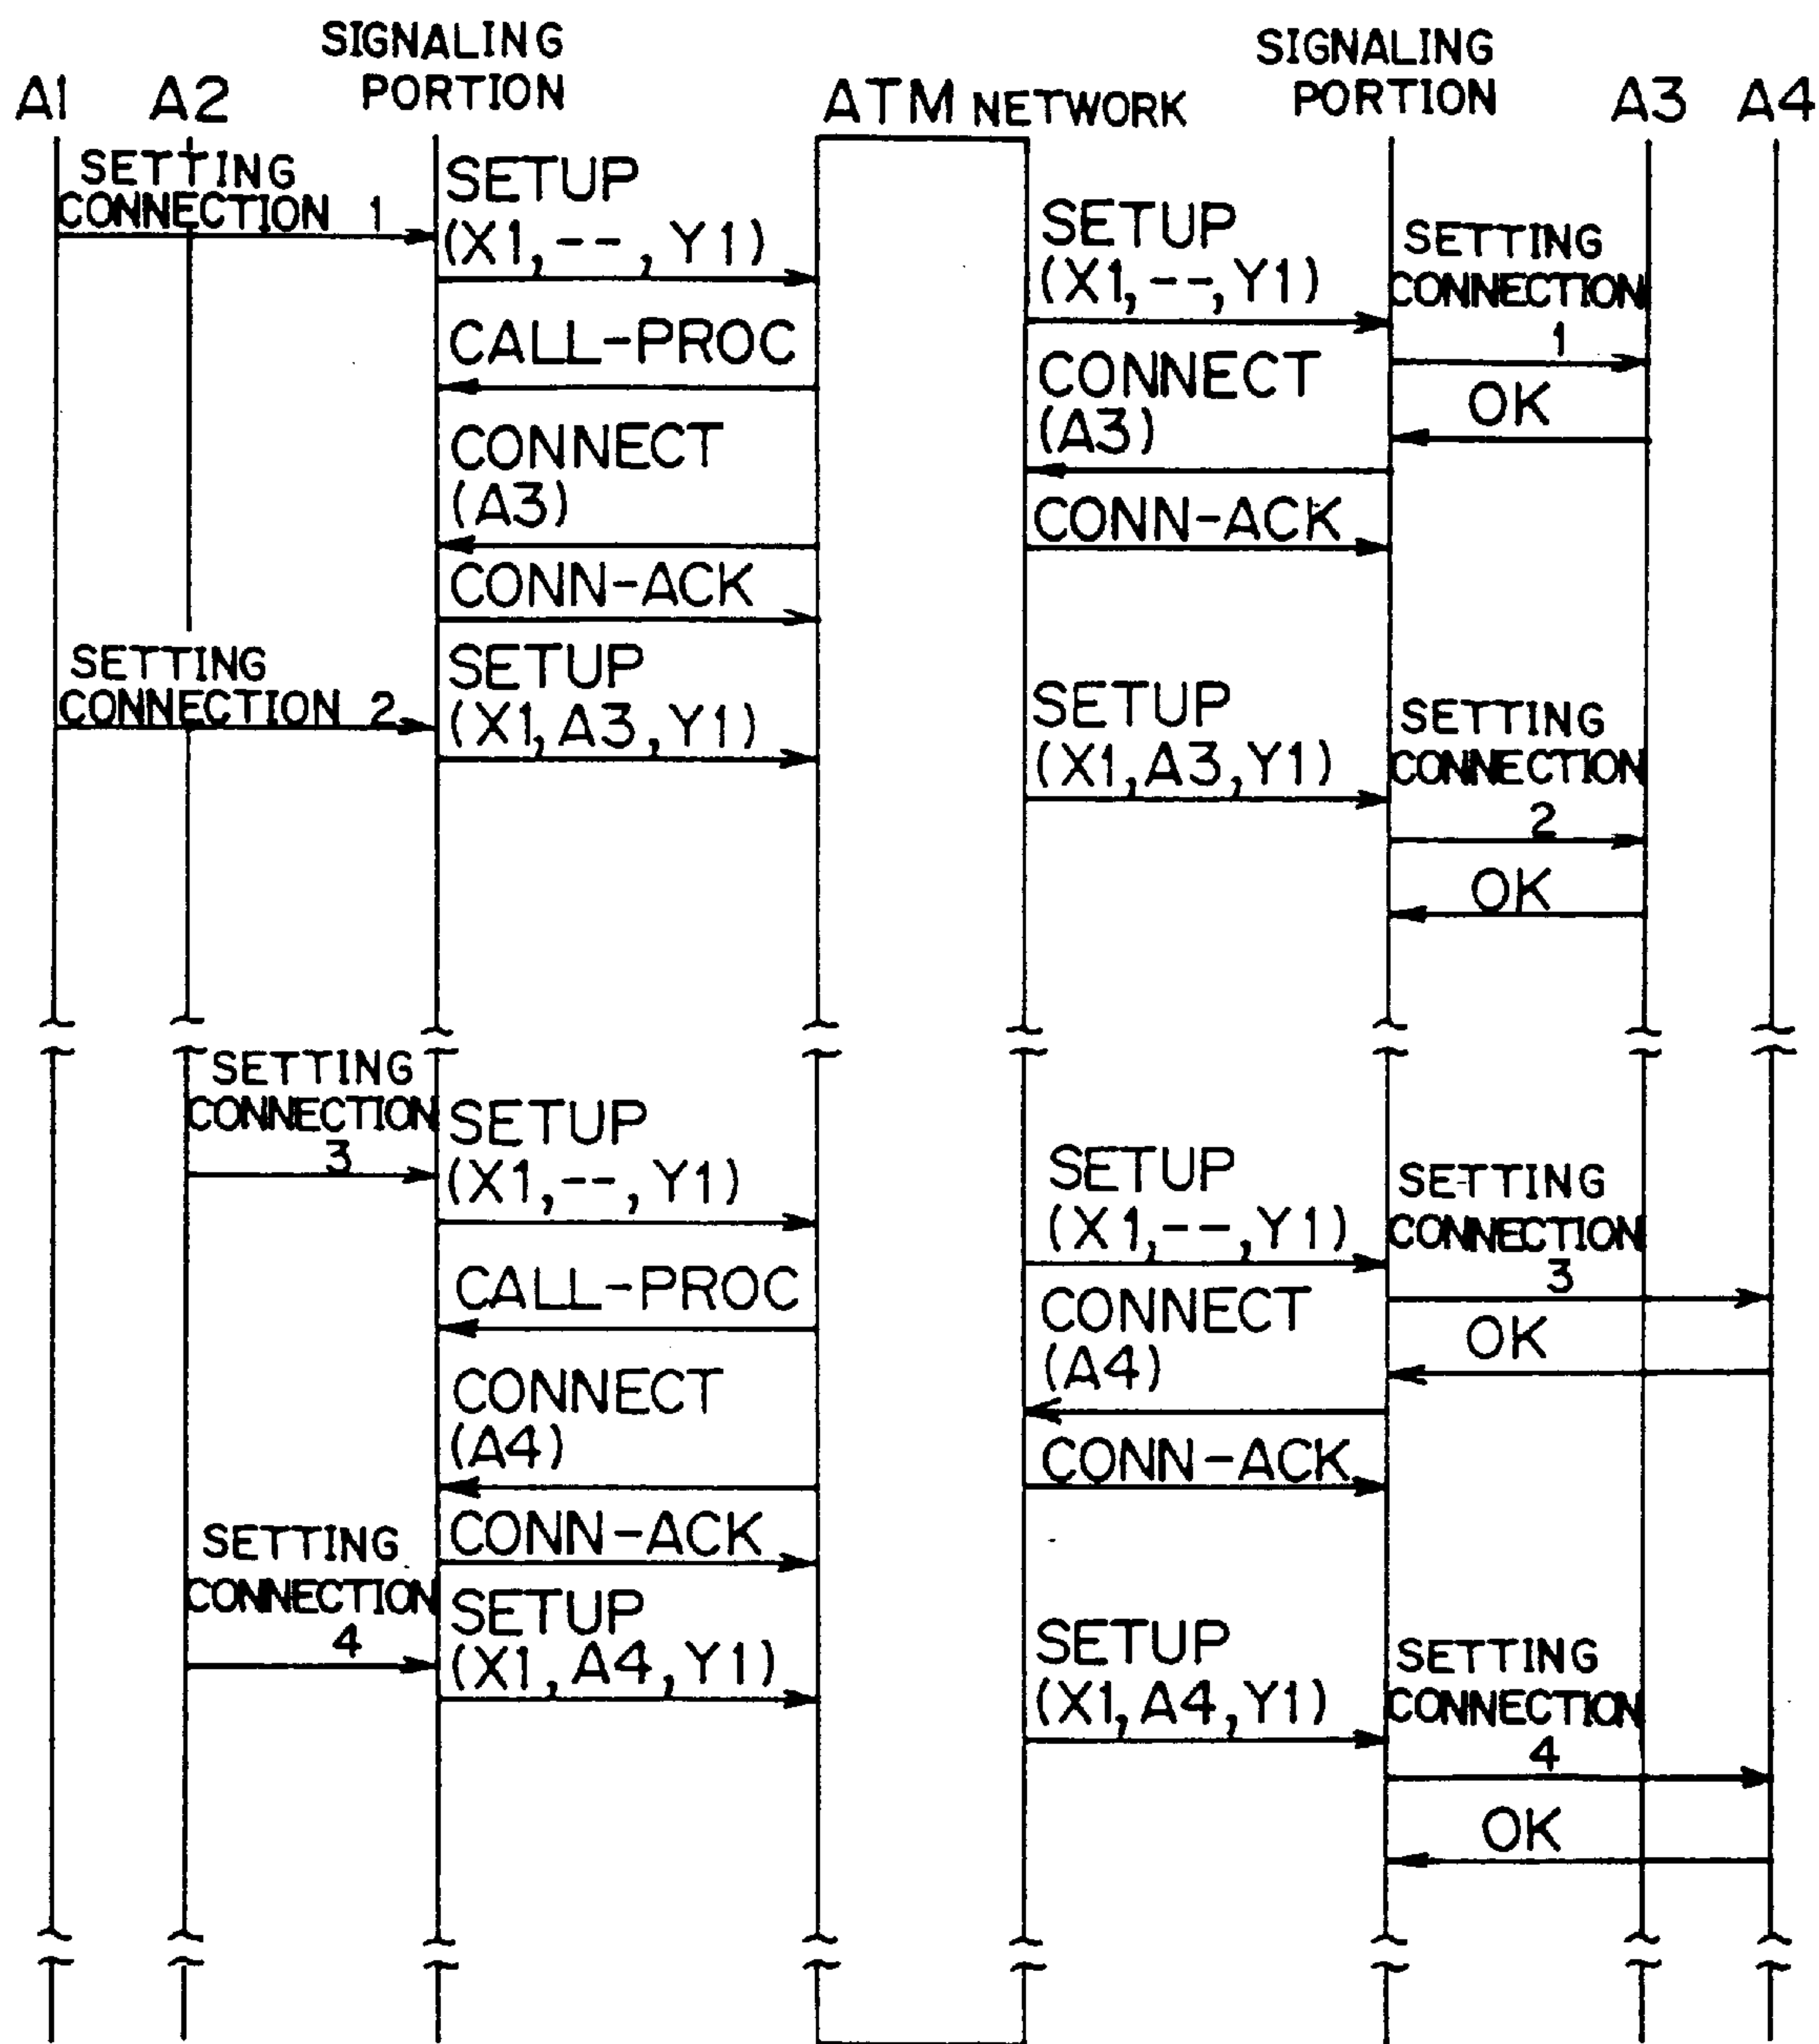 SIGNALING
PORTION
SIGNALING
PORTION
A1
A2
ATM NETWORK
A3
A4
SETTING
CONNECTION 1
SETUP
(X1,--,Y1)
SETUP
(X1,--,Y1)
SETTING
CONNECTION
1
CALL-PROC
CONNECT
(A3)
OK
CONNECT
(A3)
CONN-ACK
CONN-ACK
SETTING
CONNECTION 2
SETUP
(X1,A3,Y1)
SETUP
(X1,A3,Y1)
SETTING
CONNECTION
2
OK
SETTING
CONNECTION
3
SETUP
(X1,--,Y1)
SETUP
(X1,--,Y1)
SETTING
CONNECTION
3
CALL-PROC
CONNECT
(A4)
OK
CONNECT
(A4)
CONN-ACK
CONN-ACK
SETTING
CONNECTION
4
SETUP
(X1,A4,Y1)
SETUP
(X1,A4,Y1)
SETTING
CONNECTION
4
OK